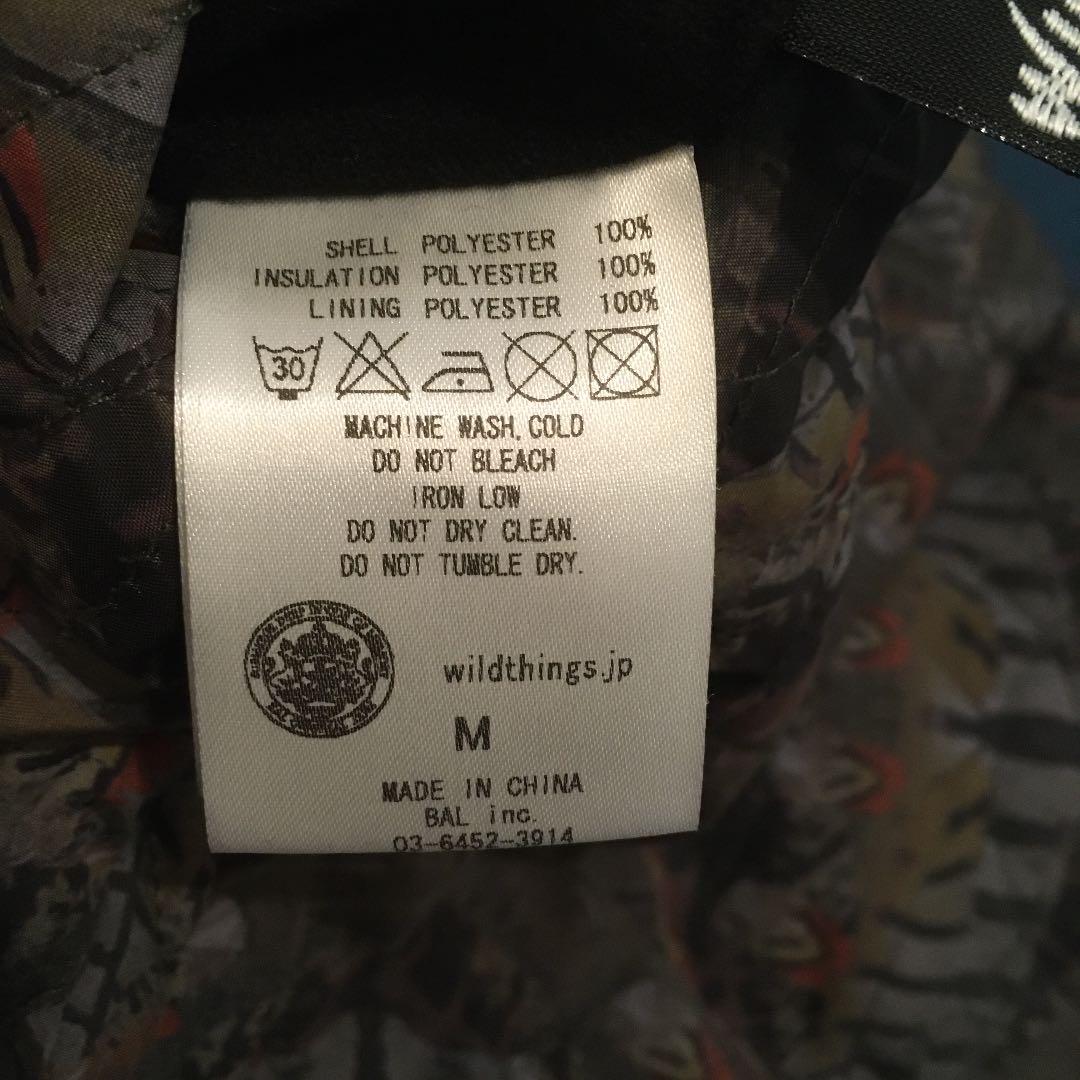 SHELL POLYESTER 100%
INSULATION POLYESTER 100%
LINING POLYESTER 100%
30
MACHINE WASH, COLD
DO NOT BLEACH
IRON LOW
DO NOT DRY CLEAN.
DO NOT TUMBLE DRY.
wildthings.jp
M
MADE IN CHINA
BAL inc.
03-6452-3914